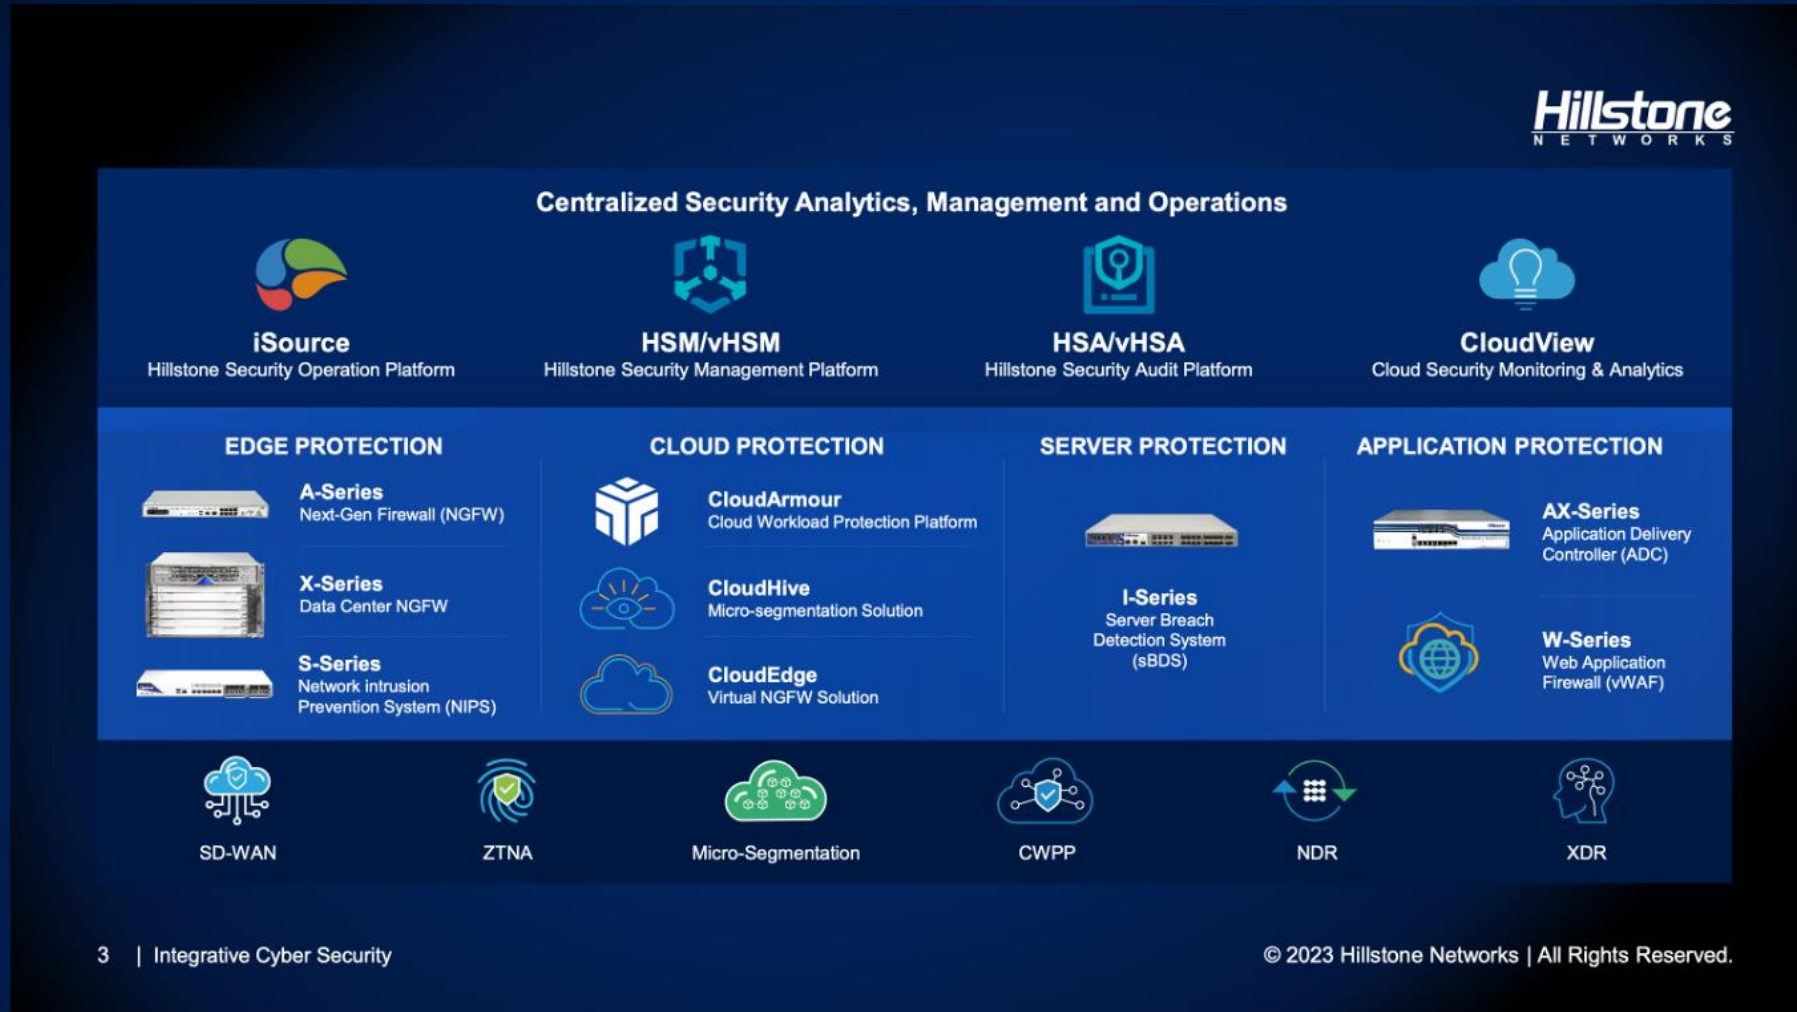 Hillstone
NETWORKS
Centralized Security Analytics, Management and Operations
iSource
Hillstone Security Operation Platform
HSM/vHSM
Hillstone Security Management Platform
HSA/vHSA
Hillstone Security Audit Platform
CloudView
Cloud Security Monitoring & Analytics
EDGE PROTECTION
A-Series
Next-Gen Firewall (NGFW)
X-Series
Data Center NGFW
S-Series
Network intrusion
Prevention System (NIPS)
CLOUD PROTECTION
CloudArmour
Cloud Workload Protection Platform
CloudHive
Micro-segmentation Solution
CloudEdge
Virtual NGFW Solution
SERVER PROTECTION
I-Series
Server Breach
Detection System
(sBDS)
APPLICATION PROTECTION
AX-Series
Application Delivery
Controller (ADC)
W-Series
Web Application
Firewall (vWAF)
SD-WAN
ZTNA
Micro-Segmentation
CWPP
NDR
XDR
3 | Integrative Cyber Security
© 2023 Hillstone Networks | All Rights Reserved.